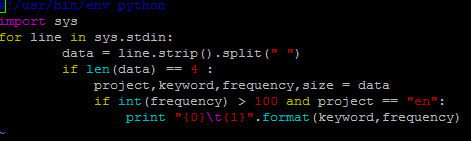 #!/usr/bin/env python
import sys
for line in sys.stdin:
        data = line.strip().split(" ")
        if len(data) == 4 :
            project,keyword,frequency,size = data
            if int(frequency) > 100 and project == "en":
                print "{0}\t{1}".format(keyword,frequency)
~